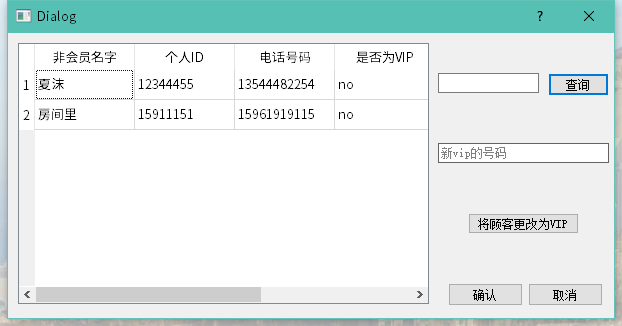 Dialog
非会员名字 个人ID 电话号码 是否为VIP
1 夏沫 12344455 13544482254 no
2 房间里 15911151 15961919115 no
查询
新vip的号码
将顾客更改为VIP
确认 取消